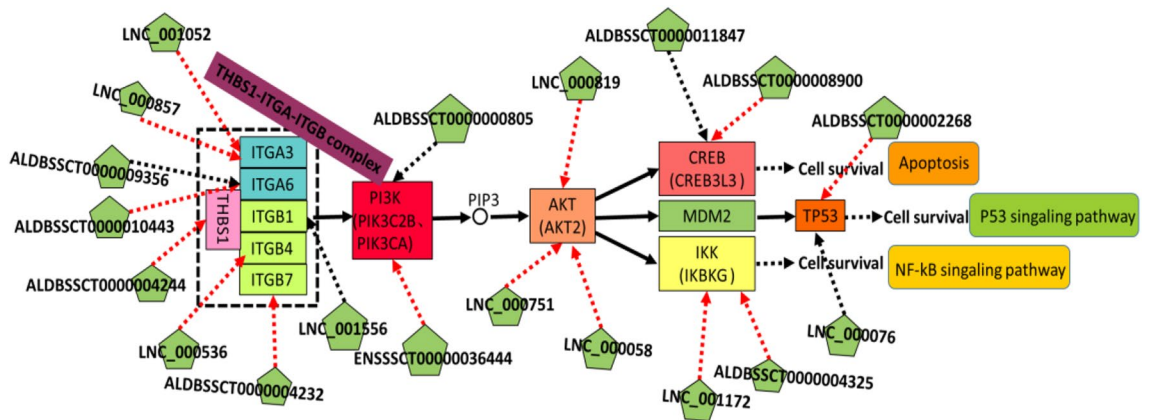 LNC_001052
ALDBSSCT0000011847
LNC_000819
ALDBSSCT0000008900
LNC_000857
THBS1-ITGA-ITGB complex
ALDBSSCT0000000805
ALDBSSCT0000002268
ALDBSSCT0000009356
ITGA3
ITGA6
ITGB1
ITGB4
ITGB7
THBS1
PI3K
(PIK3C2B、
PIK3CA)
PIP3
AKT
(AKT2)
CREB
(CREB3L3)
Cell survival
Apoptosis
MDM2
TP53
Cell survival
P53 singaling pathway
IKK
(IKBKG)
Cell survival
NF-kB singaling pathway
ALDBSSCT0000010443
ALDBSSCT0000004244
LNC_000536
ALDBSSCT0000004232
LNC_001556
ENSSSCT00000036444
LNC_000751
LNC_000058
LNC_000076
ALDBSSCT0000004325
LNC_001172